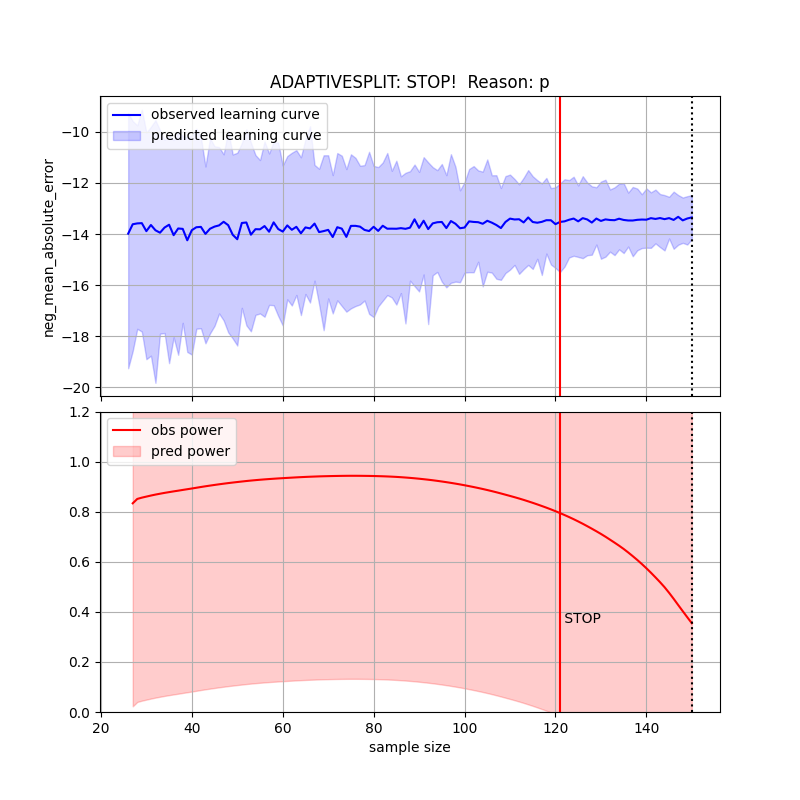 ADAPTIVESPLIT: STOP!  Reason: p
observed learning curve
predicted learning curve
neg_mean_absolute_error
−10
−12
−14
−16
−18
−20
obs power
pred power
1.2
1.0
0.8
0.6
0.4
0.2
0.0
STOP
20 40 60 80 100 120 140
sample size